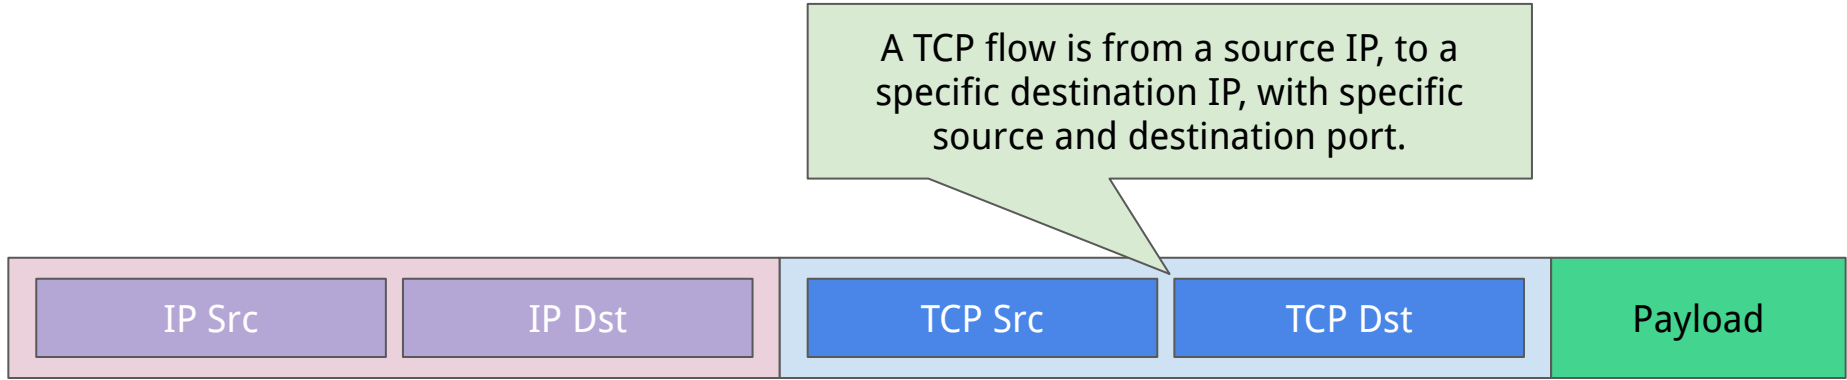 A TCP flow is from a source IP, to a
specific destination IP, with specific
source and destination port.
IP Src
IP Dst
TCP Src
TCP Dst
Payload